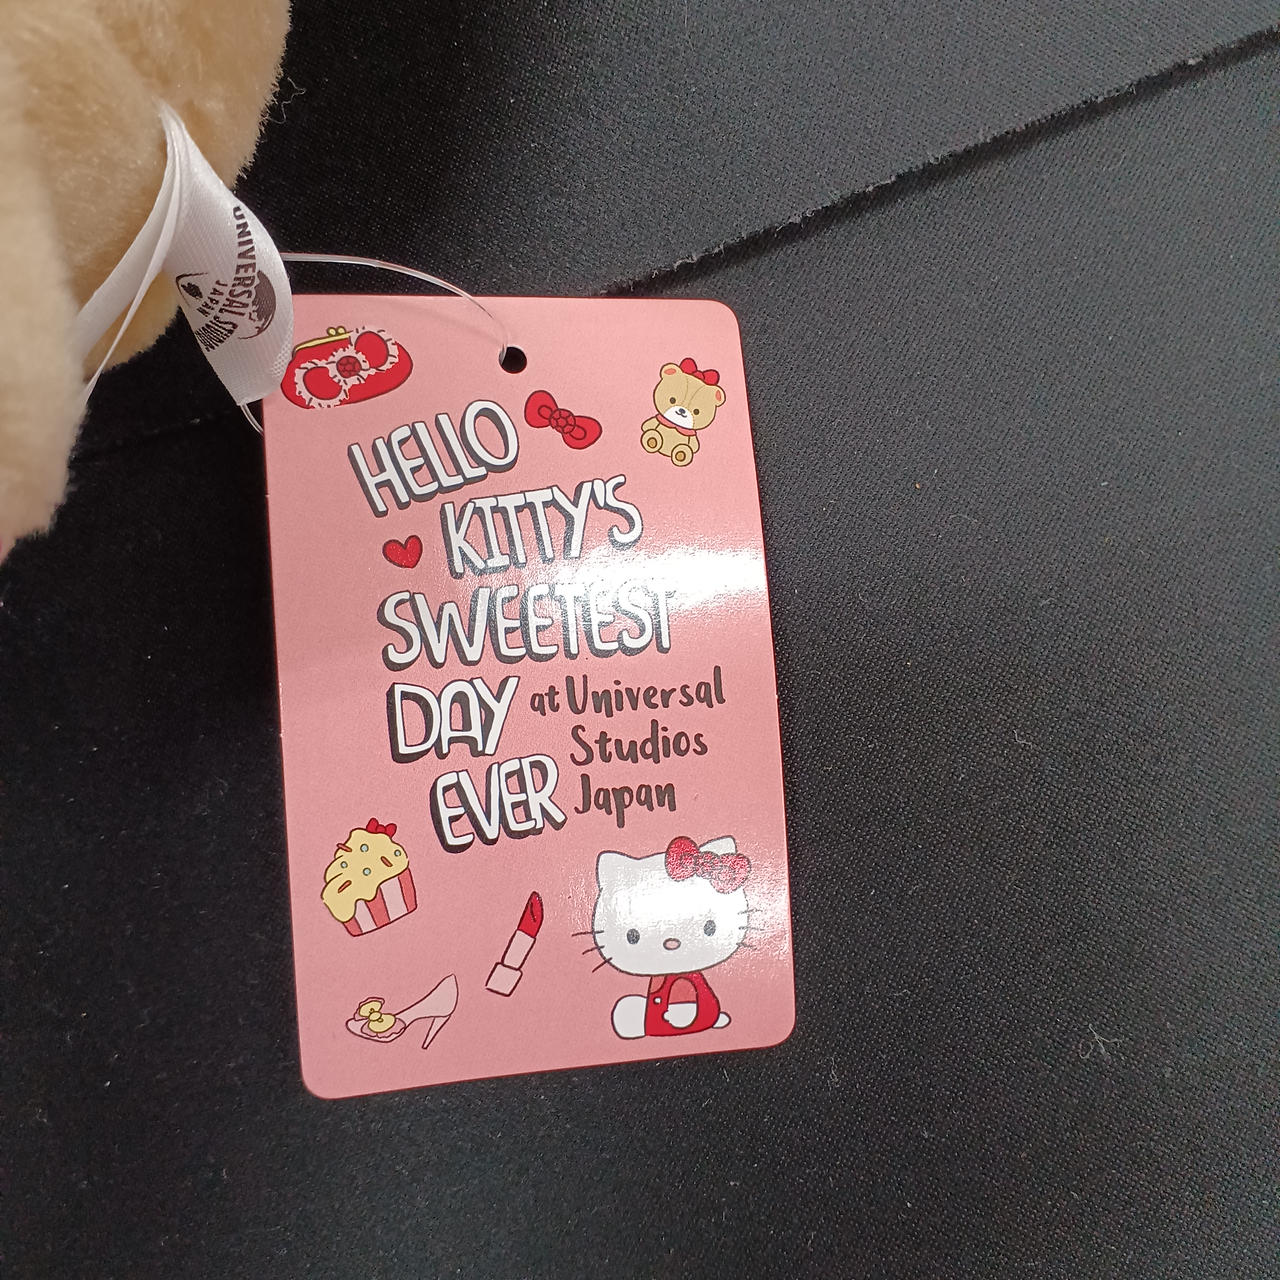 UNIVERSAL STUDIOS
JAPAN
HELLO
KITTY'S
SWEETEST
DAY at Universal
Studios
EVER Japan